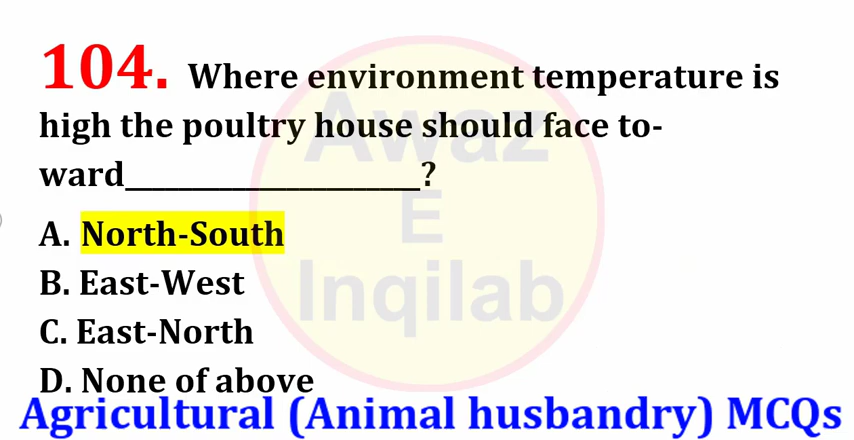 104. Where environment temperature is
high the poultry house should face to-
ward____________________?
A. North-South
B. East-West
C. East-North
D. None of above
Agricultural (Animal husbandry) MCQs
Awaz
E
Inqilab